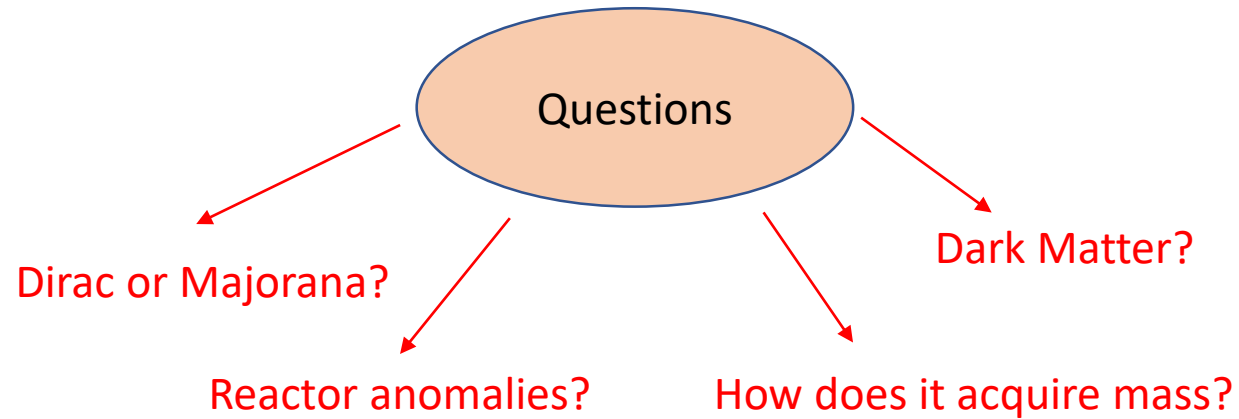 Questions
Dark Matter?
Dirac or Majorana?
Reactor anomalies?
How does it acquire mass?